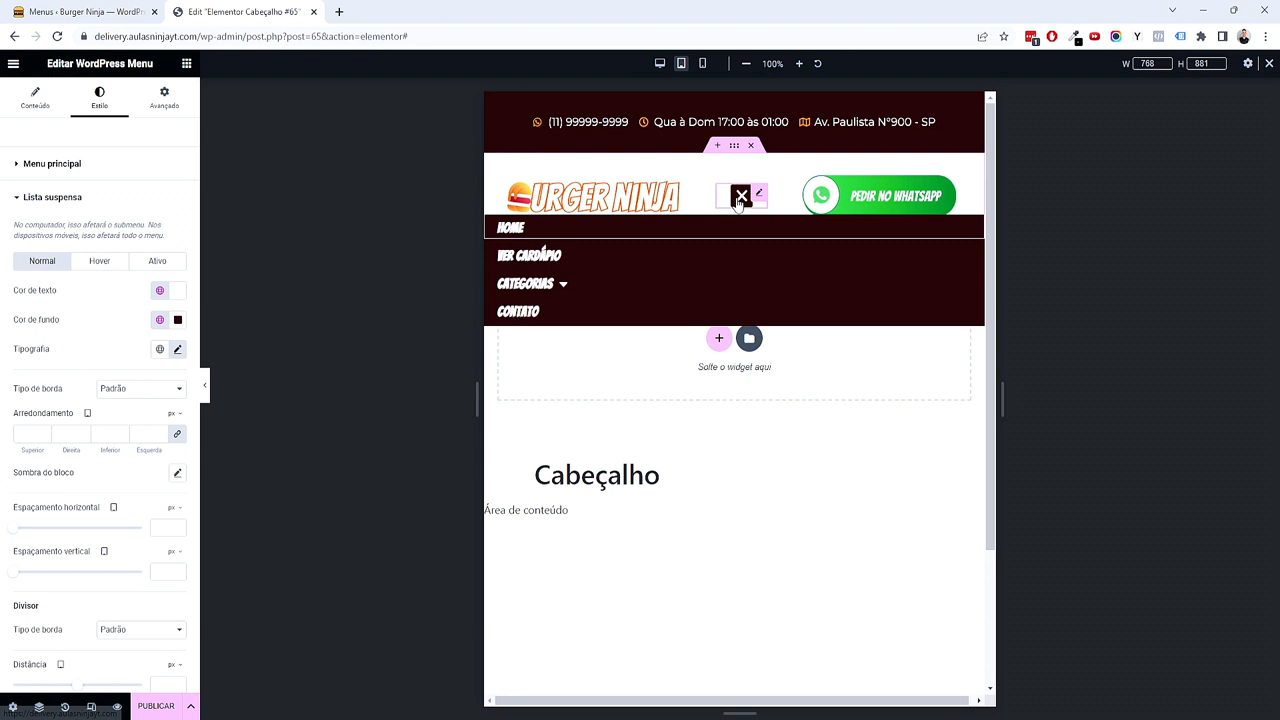 Menus ‹ Burger Ninja — WordPr
Edit "Elementor Cabeçalho #65"
delivery.aulasninjayt.com/wp-admin/post.php?post=65&action=elementor#
Editar WordPress Menu
100%
W 768 H 881
Conteúdo
Estilo
Avançado
Menu principal
Lista suspensa
No computador, isso afetará o submenu. Nos
dispositivos móveis, isso afetará todo o menu.
Normal
Hover
Ativo
Cor de texto
Cor de fundo
Tipografia
Tipo de borda
Padrão
Arredondamento
px
Superior
Direita
Inferior
Esquerda
Sombra do bloco
Espaçamento horizontal
px
Espaçamento vertical
px
Divisor
Tipo de borda
Padrão
Distância
px
PUBLICAR
https://delivery.aulasninjayt.com
(11) 99999-9999
Qua à Dom 17:00 às 01:00
Av. Paulista Nº900 - SP
URGER NINJA
PEDIR NO WHATSAPP
HOME
VER CARDÁPIO
CATEGORIAS
CONTATO
Solte o widget aqui
Cabeçalho
Área de conteúdo